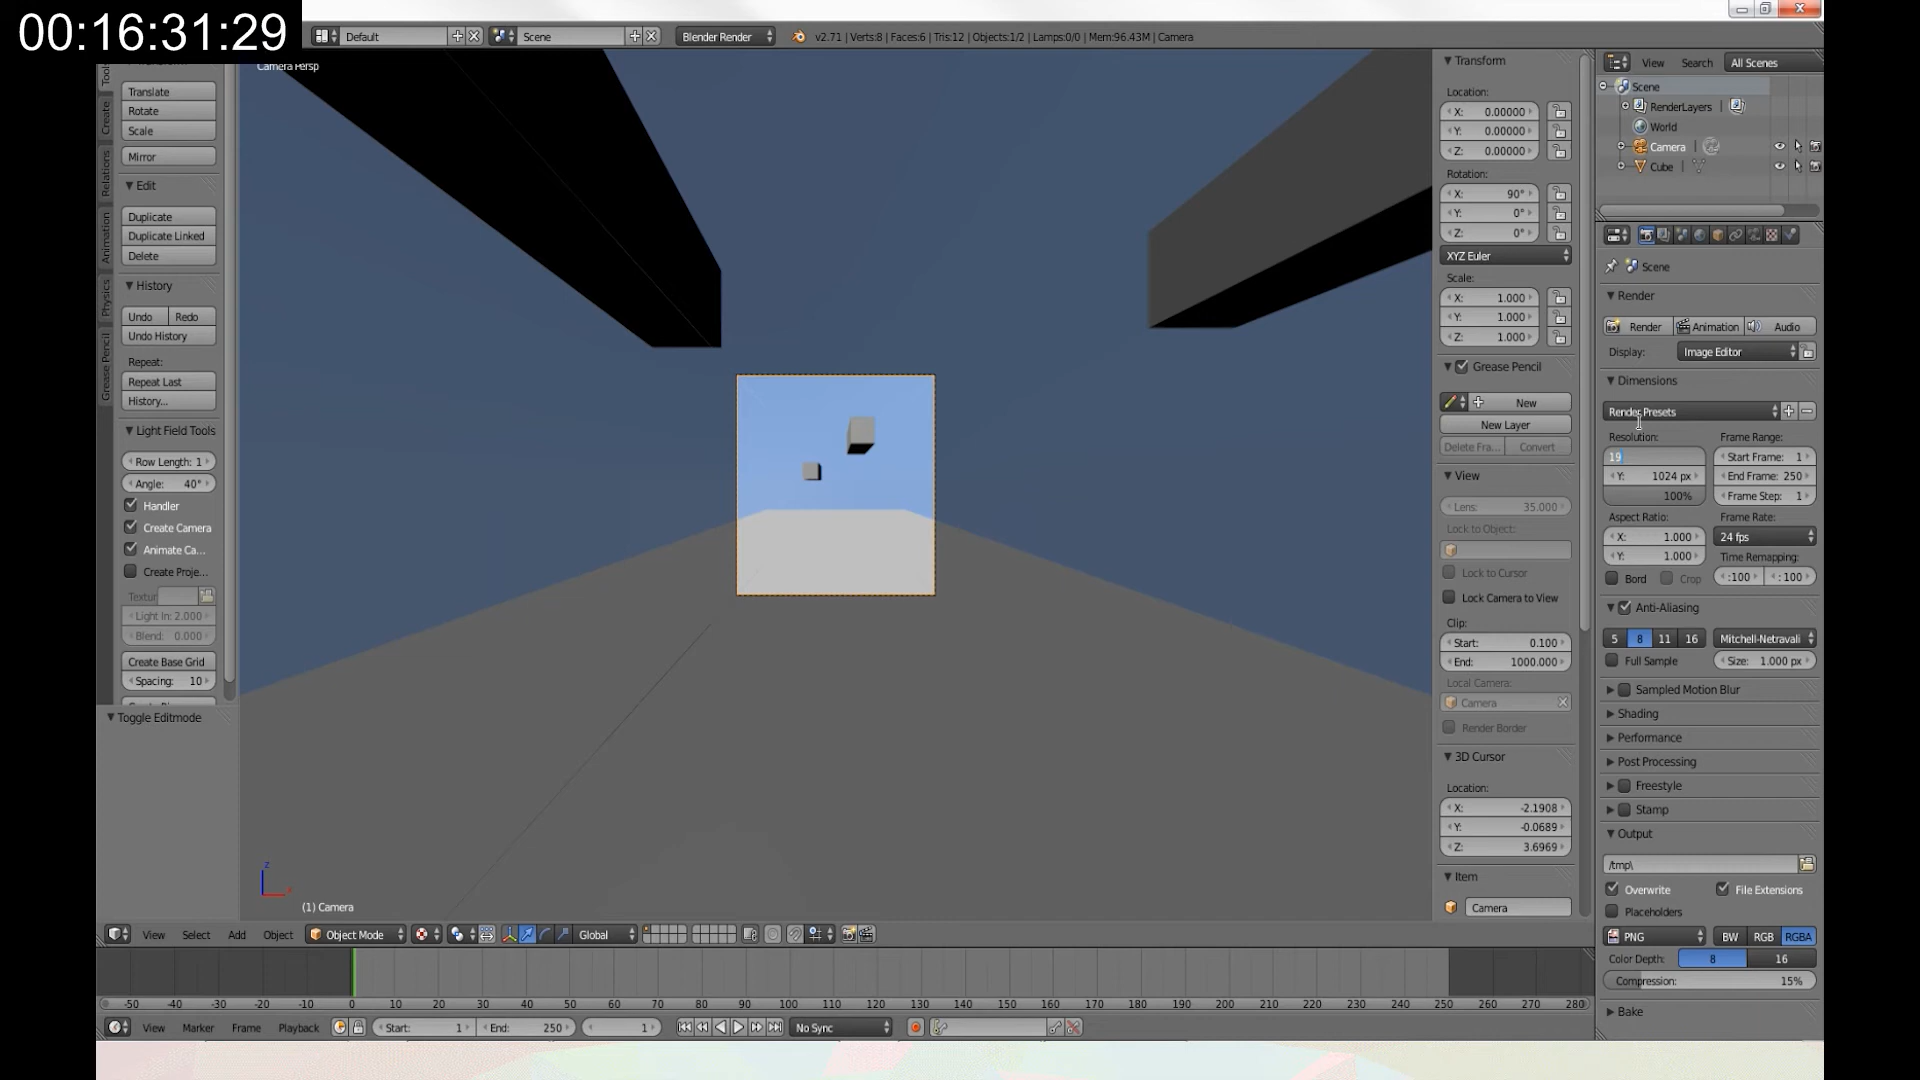 00:16:31:29
Default
Scene
Blender Render
v2.71 | Verts:8 | Faces:6 | Tris:12 | Objects:1/2 | Lamps:0/0 | Mem:96.43M | Camera
Camera Persp
Tools
Create
Relations
Animation
Physics
Grease Pencil
Translate
Rotate
Scale
Mirror
Edit
Duplicate
Duplicate Linked
Delete
History
Undo Redo
Undo History
Repeat:
Repeat Last
History...
Light Field Tools
Row Length: 1
Angle: 40°
Handler
Create Camera
Animate Ca...
Create Proje...
Textur
Light In: 2.000
Blend: 0.000
Create Base Grid
Spacing: 10
Toggle Editmode
(1) Camera
Transform
Location:
X: 0.00000
Y: 0.00000
Z: 0.00000
Rotation:
X: 90°
Y: 0°
Z: 0°
XYZ Euler
Scale:
X: 1.000
Y: 1.000
Z: 1.000
Grease Pencil
New
New Layer
Delete Fra... Convert
View
Lens: 35.000
Lock to Object:
Lock to Cursor
Lock Camera to View
Clip:
Start: 0.100
End: 1000.000
Local Camera:
Camera
Render Border
3D Cursor
Location:
X: -2.1908
Y: -0.0689
Z: 3.6969
Item
Camera
View Search All Scenes
Scene
RenderLayers
World
Camera
Cube
Scene
Render
Render Animation Audio
Display: Image Editor
Dimensions
Render Presets
Resolution: Frame Range:
19 Start Frame: 1
Y: 1024 px End Frame: 250
100% Frame Step: 1
Aspect Ratio: Frame Rate:
X: 1.000 24 fps
Y: 1.000 Time Remapping:
Bord Crop :100 : 100
Anti-Aliasing
5 8 11 16 Mitchell-Netravali
Full Sample Size: 1.000 px
Sampled Motion Blur
Shading
Performance
Post Processing
Freestyle
Stamp
Output
/tmp\
Overwrite File Extensions
Placeholders
PNG BW RGB RGBA
Color Depth: 8 16
Compression: 15%
Bake
View Select Add Object Object Mode Global
-50 -40 -30 -20 -10 0 10 20 30 40 50 60 70 80 90 100 110 120 130 140 150 160 170 180 190 200 210 220 230 240 250 260 270 280
View Marker Frame Playback Start: 1 End: 250 1 No Sync